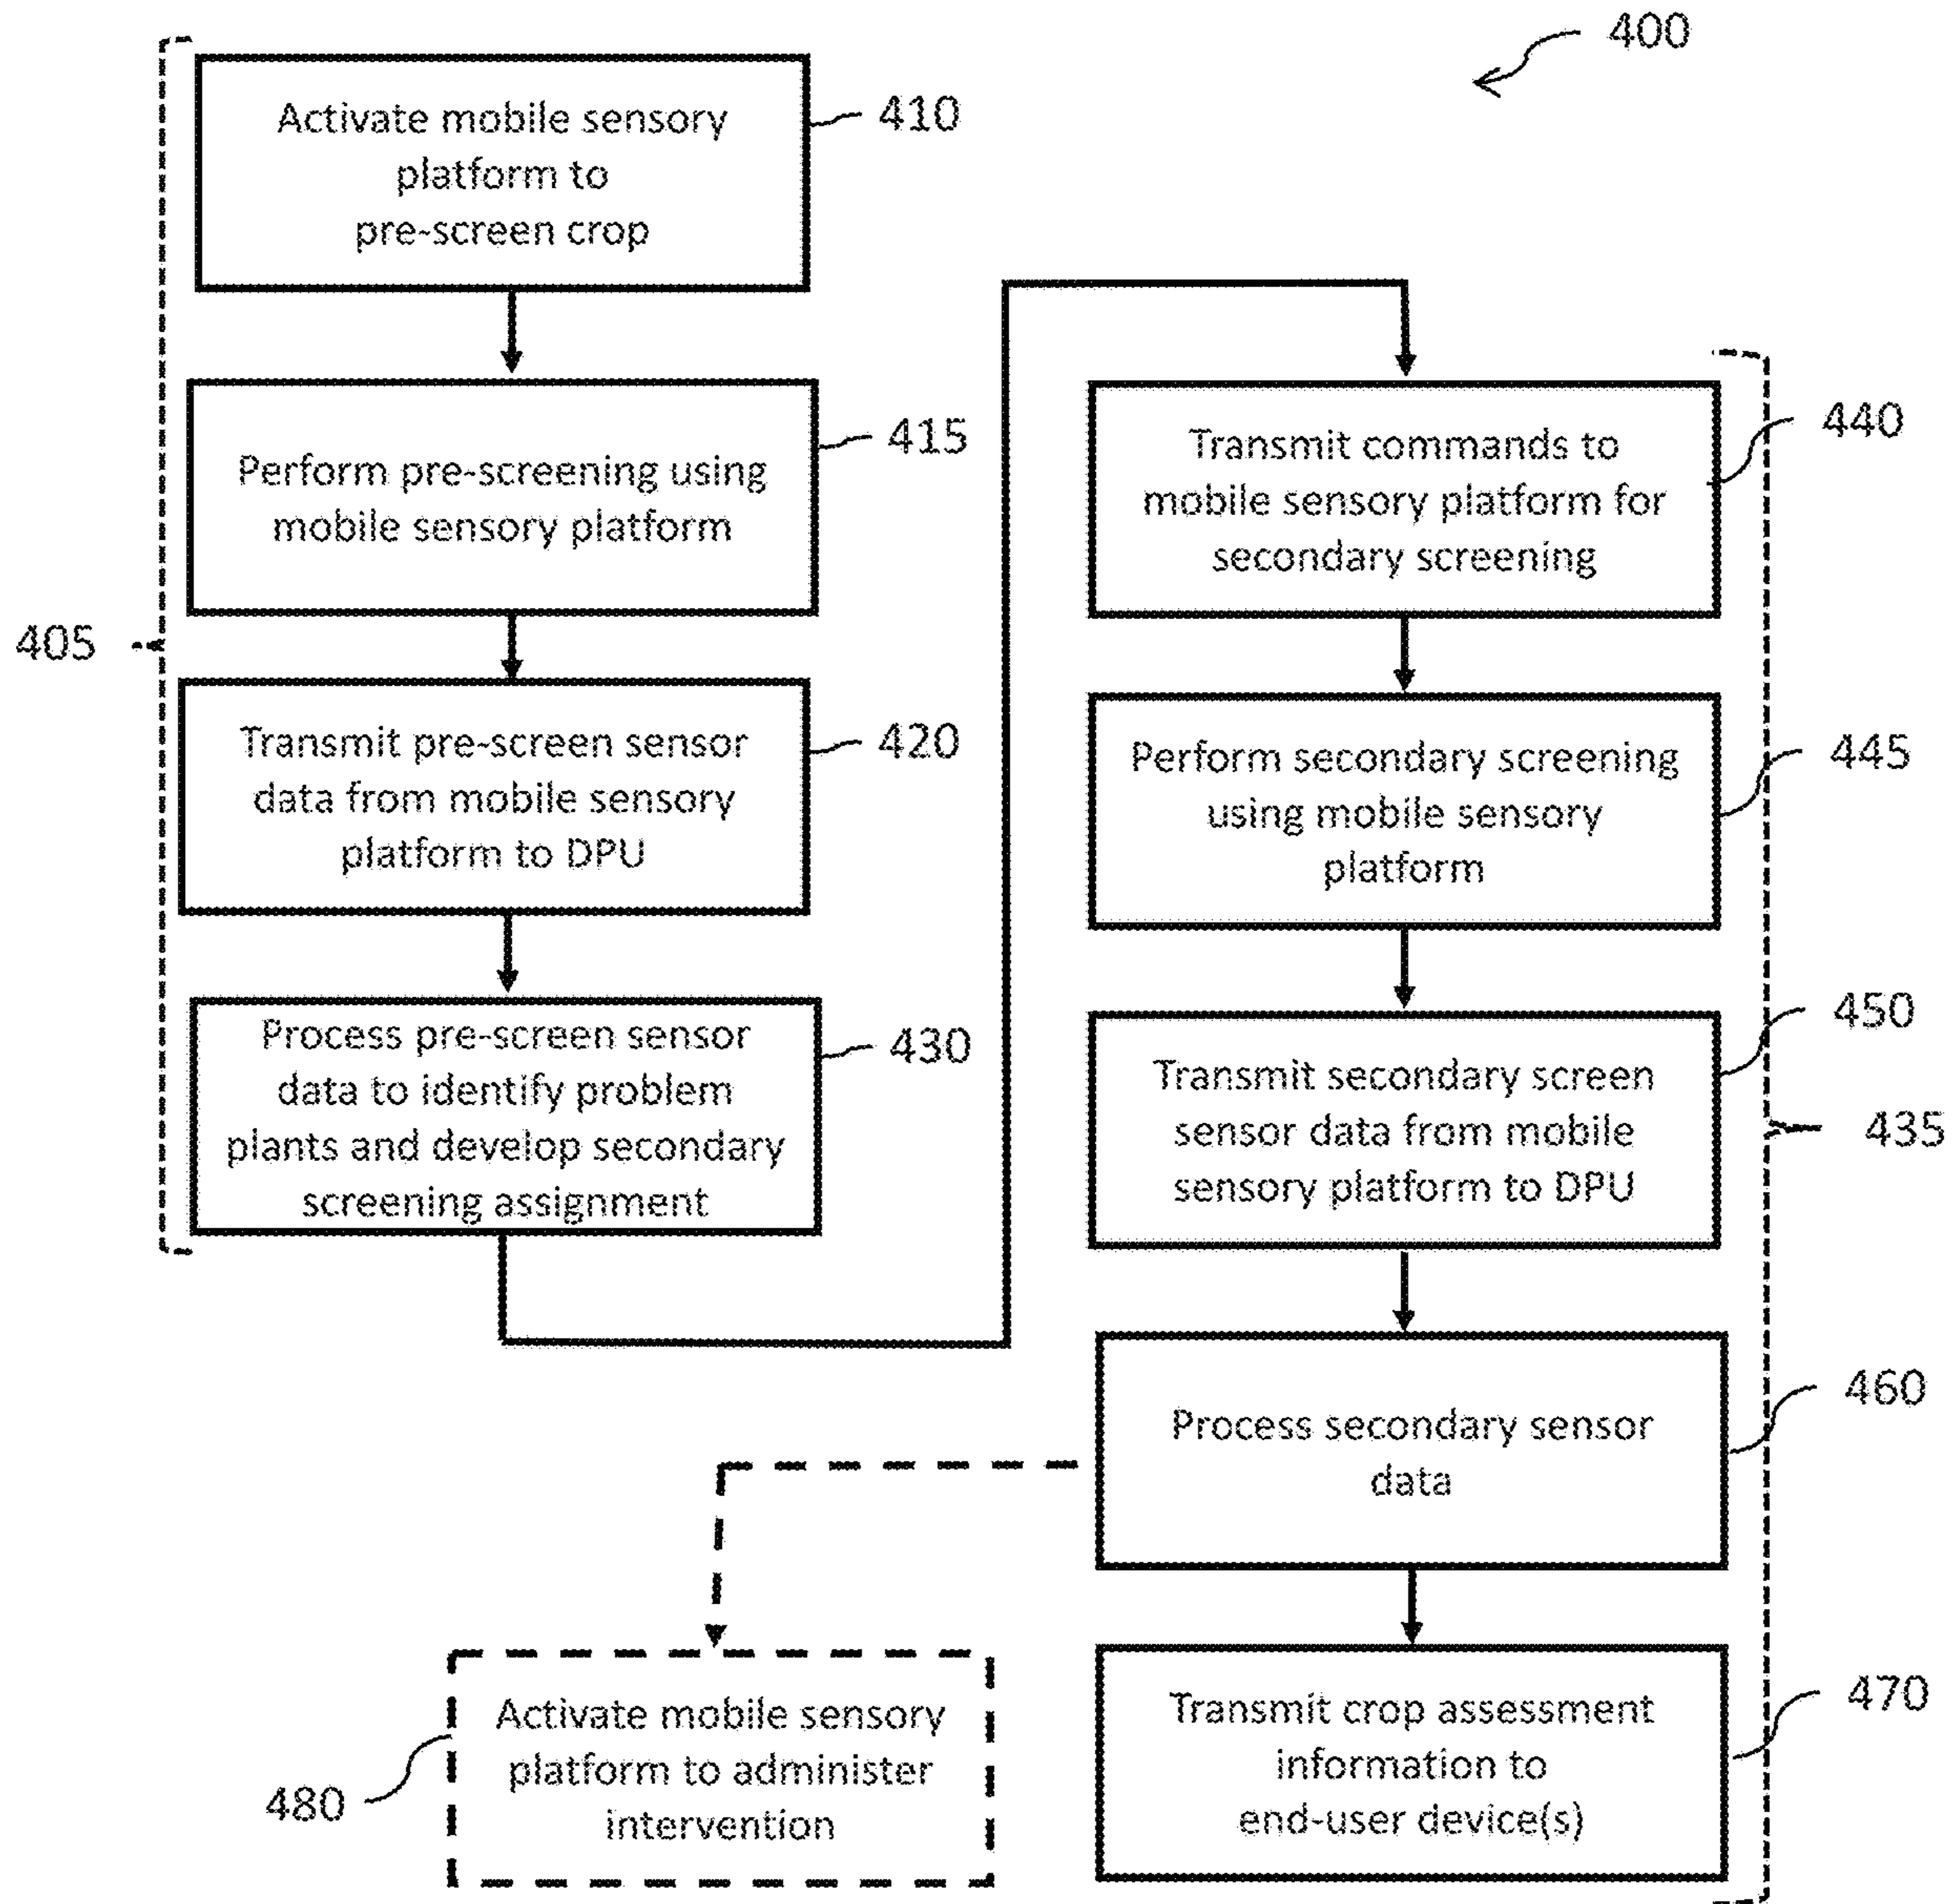 400
Activate mobile sensory
platform to
pre-screen crop
410
Perform pre-screening using
mobile sensory platform
415
405
Transmit pre-screen sensor
data from mobile sensory
platform to DPU
420
Process pre-screen sensor
data to identify problem
plants and develop secondary
screening assignment
430
Transmit commands to
mobile sensory platform for
secondary screening
440
Perform secondary screening
using mobile sensory
platform
445
Transmit secondary screen
sensor data from mobile
sensory platform to DPU
450
435
Process secondary sensor
data
460
Transmit crop assessment
information to
end-user device(s)
470
Activate mobile sensory
platform to administer
intervention
480